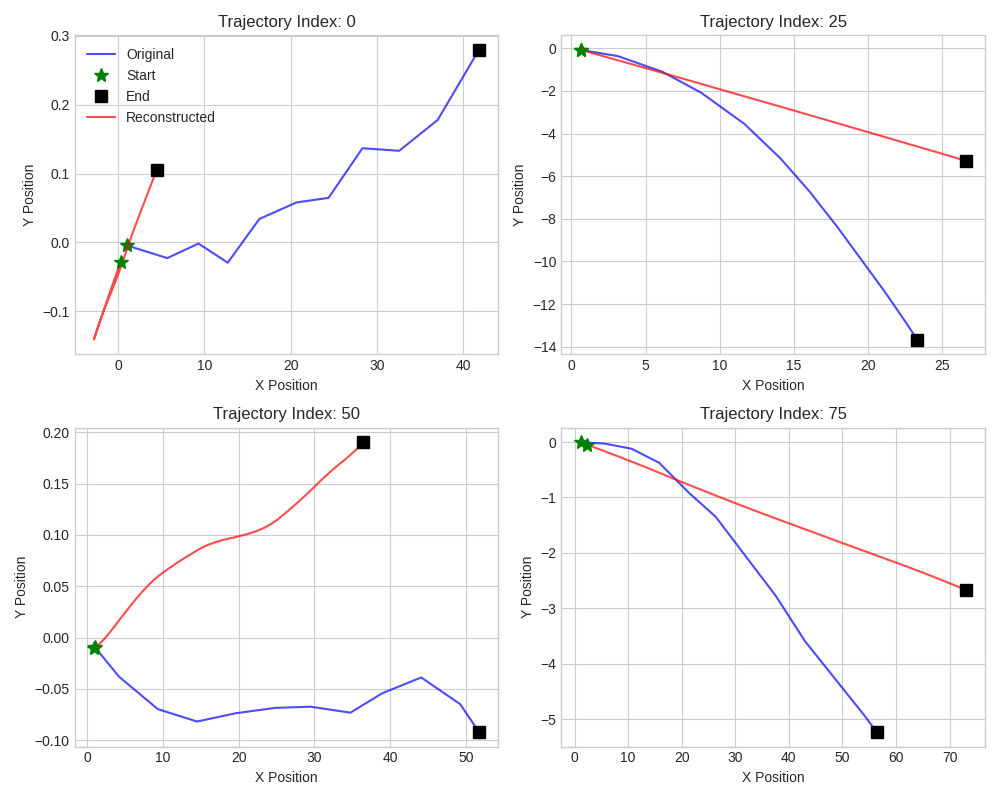 Trajectory Index: 0
0.3
0.2
0.1
0.0
−0.1
Y Position
Original
Start
End
Reconstructed
0 10 20 30 40
X Position
Trajectory Index: 25
0
−2
−4
−6
−8
−10
−12
−14
Y Position
0 5 10 15 20 25
X Position
Trajectory Index: 50
0.20
0.15
0.10
0.05
0.00
−0.05
−0.10
Y Position
0 10 20 30 40 50
X Position
Trajectory Index: 75
0
−1
−2
−3
−4
−5
Y Position
0 10 20 30 40 50 60 70
X Position